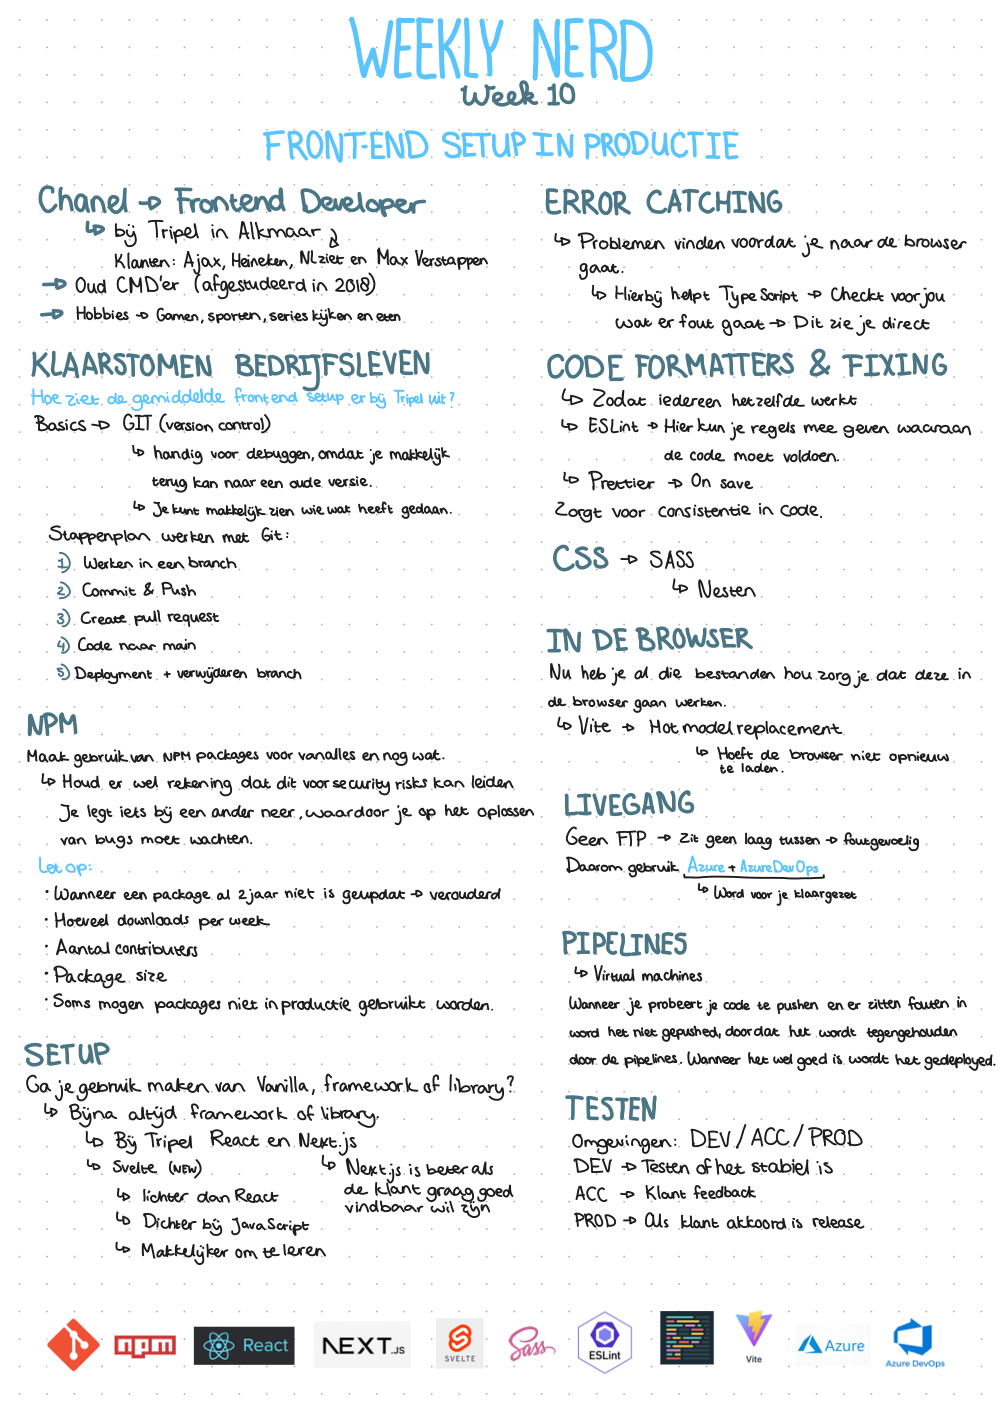 WEEKLY NERD
Week 10
FRONT-END SETUP IN PRODUCTIE
Chanel → Frontend Developer
↳ bij Tripel in Alkmaar
Klanten: Ajax, Heineken, NLziet en Max Verstappen
→ Oud CMD'er (afgestudeerd in 2018)
→ Hobbies → Gamen, sporten, series kijken en eten
KLAARSTOMEN BEDRIJFSLEVEN
Hoe ziet de gemiddelde frontend setup er bij Tripel uit?
Basics → GIT (version control)
↳ handig voor debuggen, omdat je makkelijk
terug kan naar een oude versie.
↳ Je kunt makkelijk zien wie wat heeft gedaan.
Stappenplan werken met Git:
1) Werken in een branch
2) Commit & Push
3) Create pull request
4) Code naar main
5) Deployment + verwijderen branch
NPM
Maak gebruik van NPM packages voor vanalles en nog wat.
↳ Houd er wel rekening dat dit voor security risks kan leiden
Je legt iets bij een ander neer, waardoor je op het oplossen
van bugs moet wachten.
Let op:
· Wanneer een package al 2 jaar niet is geupdat → verouderd
· Hoeveel downloads per week
· Aantal contributers
· Package size
· Soms mogen packages niet in productie gebruikt worden.
SETUP
Ga je gebruik maken van Vanilla, framework of library?
↳ Bijna altijd framework of library.
↳ Bij Tripel React en Next.js
↳ Svelte (NEW)
↳ lichter dan React
↳ Dichter bij JavaScript
↳ Makkelijker om te leren
↳ Next.js is beter als
de klant graag goed
vindbaar wil zijn
ERROR CATCHING
↳ Problemen vinden voordat je naar de browser
gaat.
↳ Hierbij helpt TypeScript → Checkt voor jou
wat er fout gaat → Dit zie je direct
CODE FORMATTERS & FIXING
↳ Zodat iedereen hetzelfde werkt
↳ ESLint → Hier kun je regels mee geven waaraan
de code moet voldoen.
↳ Prettier → On save
Zorgt voor consistentie in code.
CSS → SASS
↳ Nesten
IN DE BROWSER
Nu heb je al die bestanden hou zorg je dat deze in
de browser gaan werken.
↳ Vite → Hot model replacement
↳ Hoeft de browser niet opnieuw
te laden.
LIVEGANG
Geen FTP → Zit geen laag tussen → foutgevoelig
Daarom gebruik Azure + AzureDevOps
↳ Word voor je klaargezet
PIPELINES
↳ Virtual machines
Wanneer je probeert je code te pushen en er zitten fouten in
word het niet gepushed, doordat het wordt tegengehouden
door de pipelines. Wanneer het wel goed is wordt het gedeployed.
TESTEN
Omgevingen: DEV / ACC / PROD
DEV → Testen of het stabiel is
ACC → Klant feedback
PROD → Als klant akkoord is release
npm
React
NEXT.JS
SVELTE
Sass
ESLint
Vite
Azure
Azure DevOps